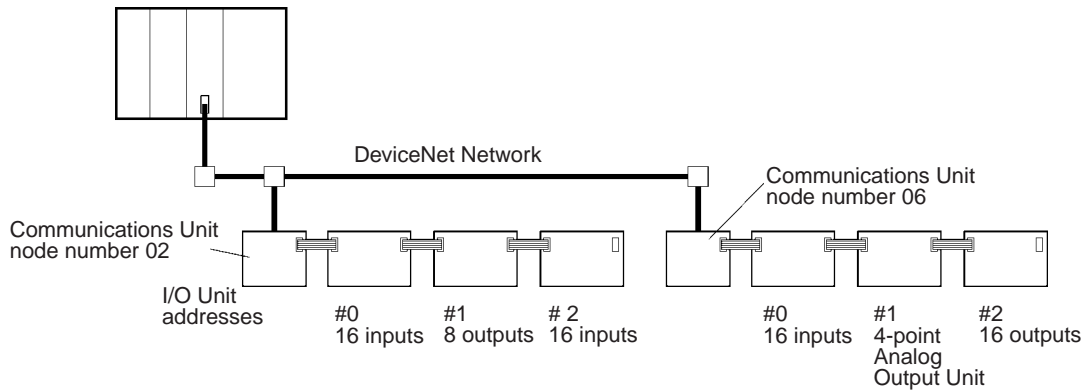 DeviceNet Network
Communications Unit
node number 06
Communications Unit
node number 02
I/O Unit
addresses
#0
16 inputs
#1
8 outputs
# 2
16 inputs
#0
16 inputs
#1
4-point
Analog
Output Unit
#2
16 outputs